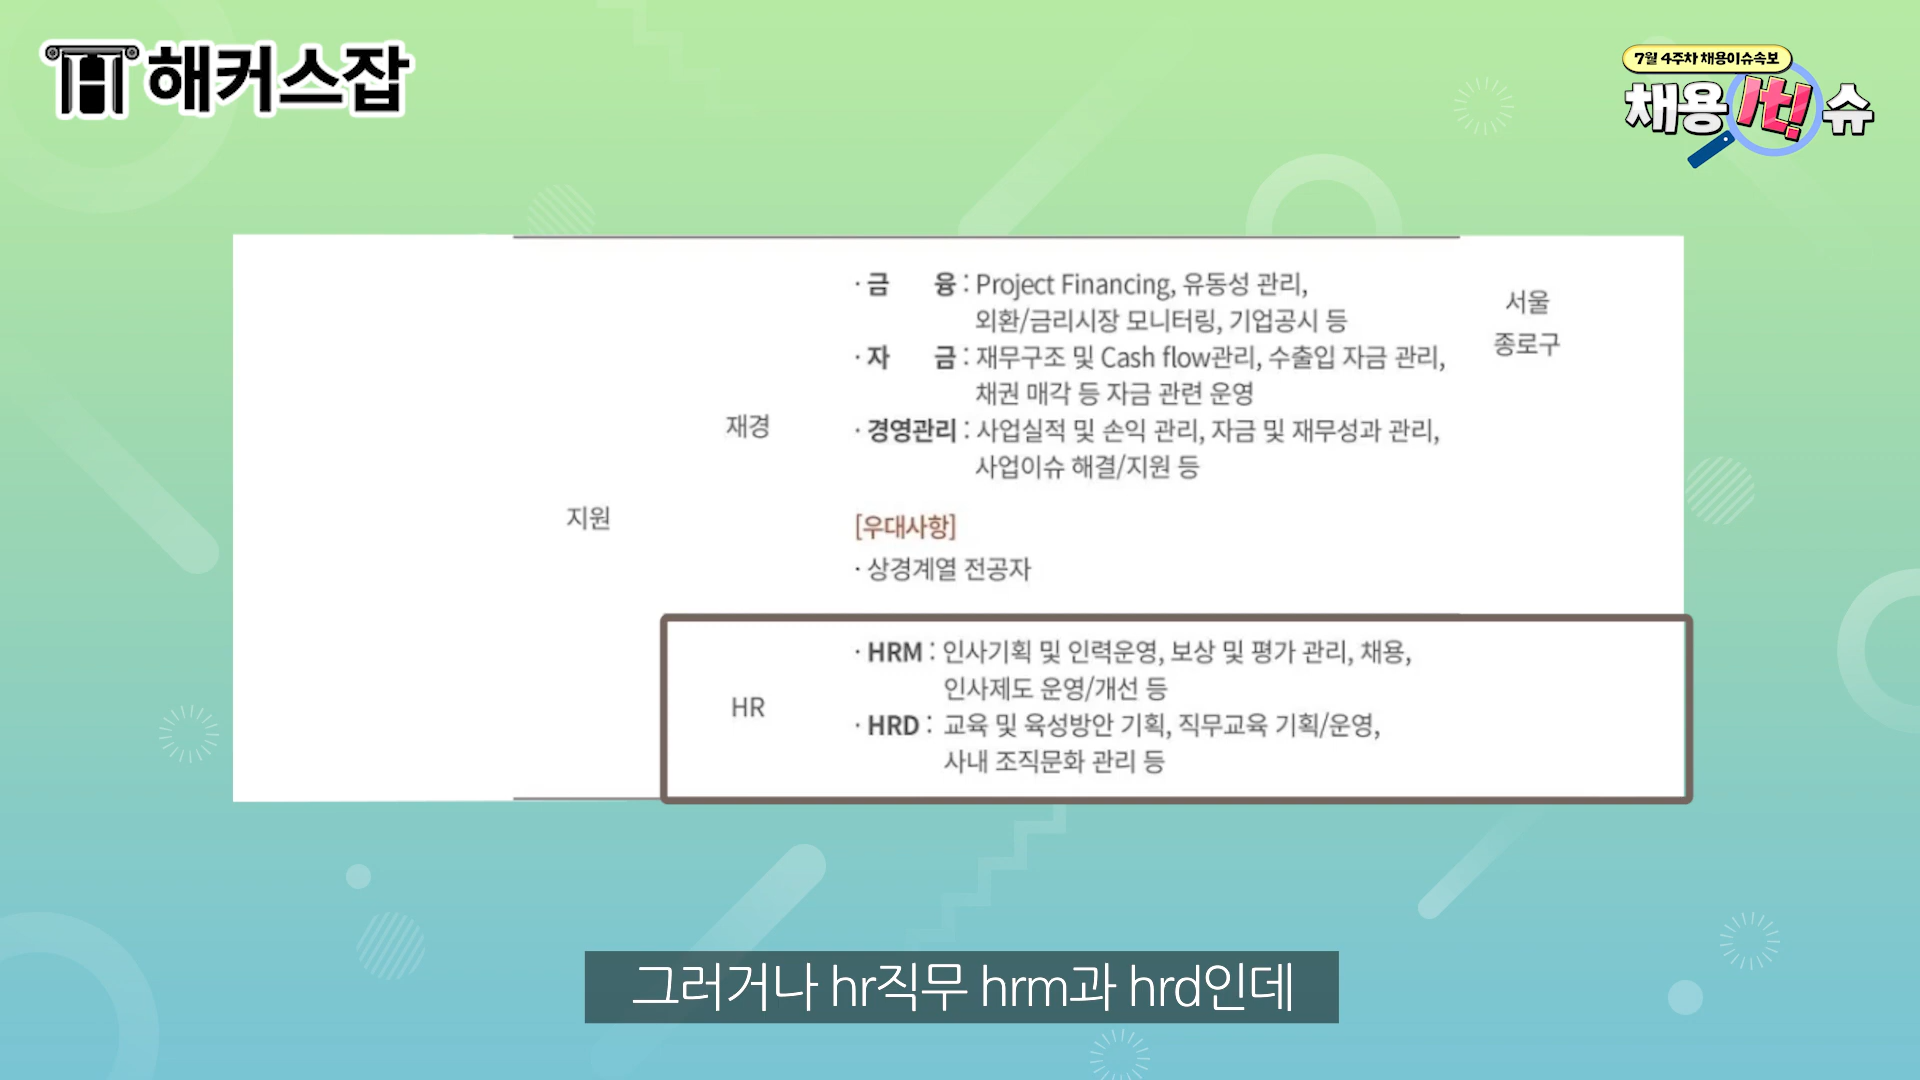 해커스잡
7월 4주차 채용이슈속보
채용 잇! 슈
· 금 융 : Project Financing, 유동성 관리,
외환/금리시장 모니터링, 기업공시 등
· 자 금 : 재무구조 및 Cash flow관리, 수출입 자금 관리,
채권 매각 등 자금 관련 운영
· 경영관리 : 사업실적 및 손익 관리, 자금 및 재무성과 관리,
사업이슈 해결/지원 등
서울
종로구
재경
지원
[우대사항]
· 상경계열 전공자
HR
· HRM : 인사기획 및 인력운영, 보상 및 평가 관리, 채용,
인사제도 운영/개선 등
· HRD : 교육 및 육성방안 기획, 직무교육 기획/운영,
사내 조직문화 관리 등
그러거나 hr직무 hrm과 hrd인데